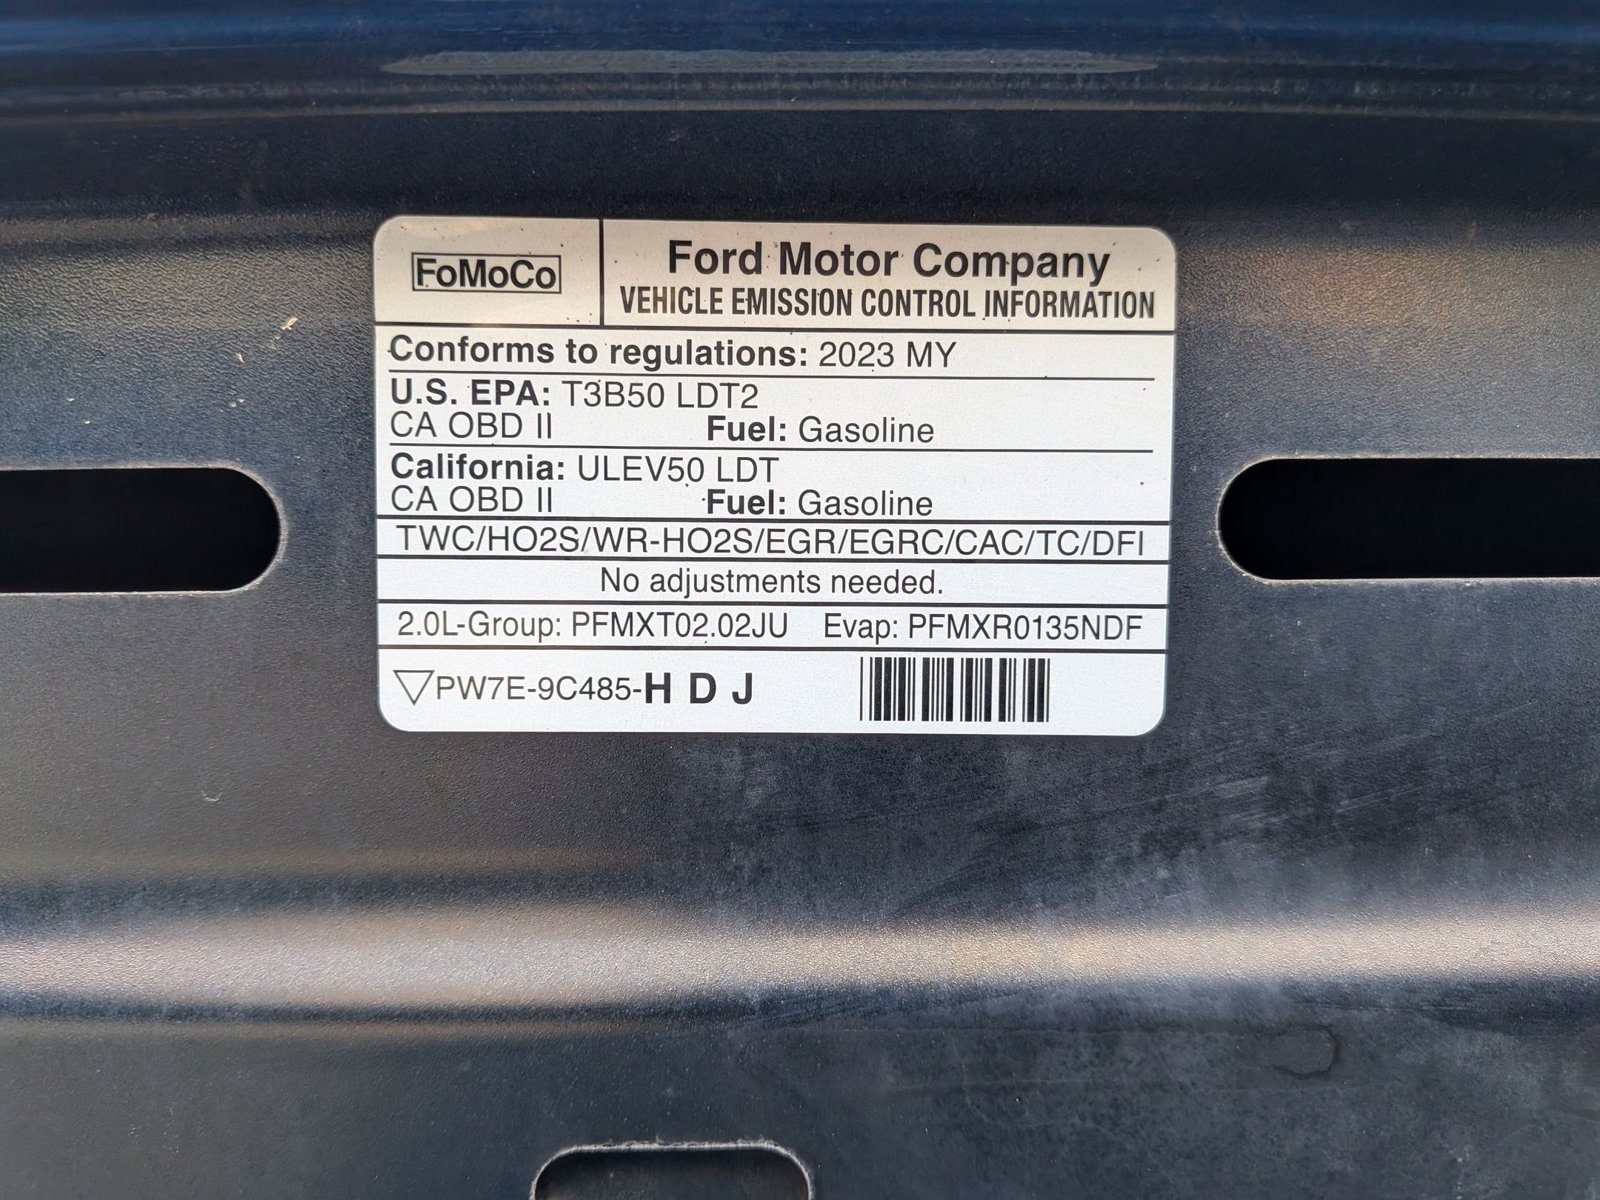 FoMoCo
Ford Motor Company
VEHICLE EMISSION CONTROL INFORMATION
Conforms to regulations: 2023 MY
U.S. EPA: T3B50 LDT2
CA OBD II Fuel: Gasoline
California: ULEV50 LDT
CA OBD II Fuel: Gasoline
TWC/HO2S/WR-HO2S/EGR/EGRC/CAC/TC/DFI
No adjustments needed.
2.0L-Group: PFMXT02.02JU Evap: PFMXR0135NDF
PW7E-9C485-H D J